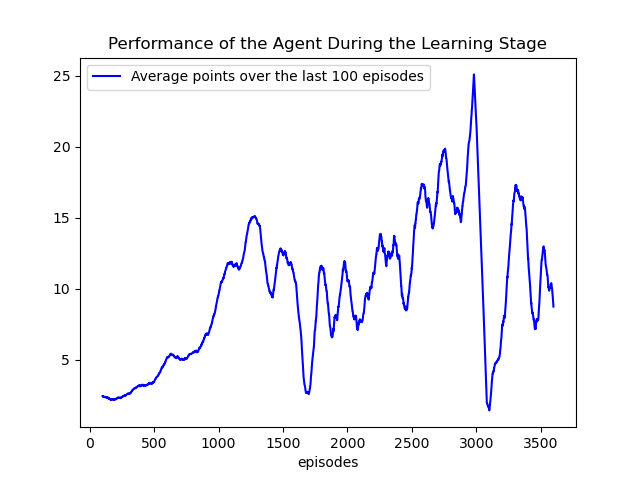 Performance of the Agent During the Learning Stage
Average points over the last 100 episodes
25
20
15
10
5
0 500 1000 1500 2000 2500 3000 3500
episodes